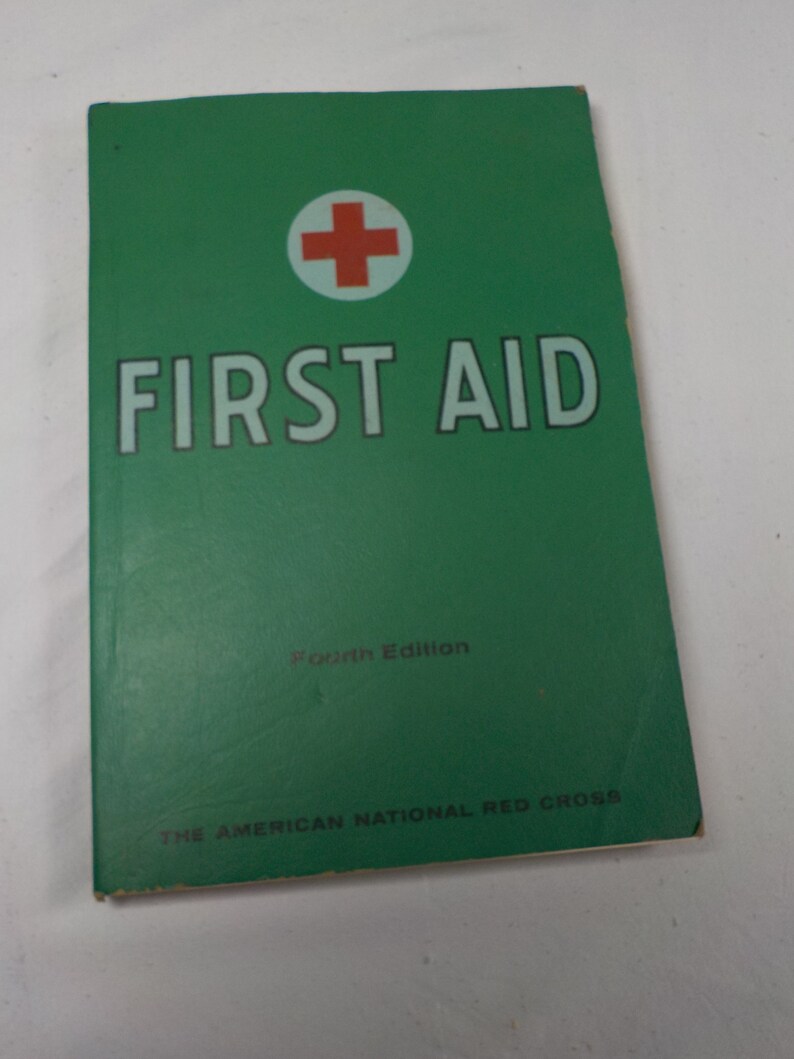 FIRST AID
Fourth Edition
THE AMERICAN NATIONAL RED CROSS